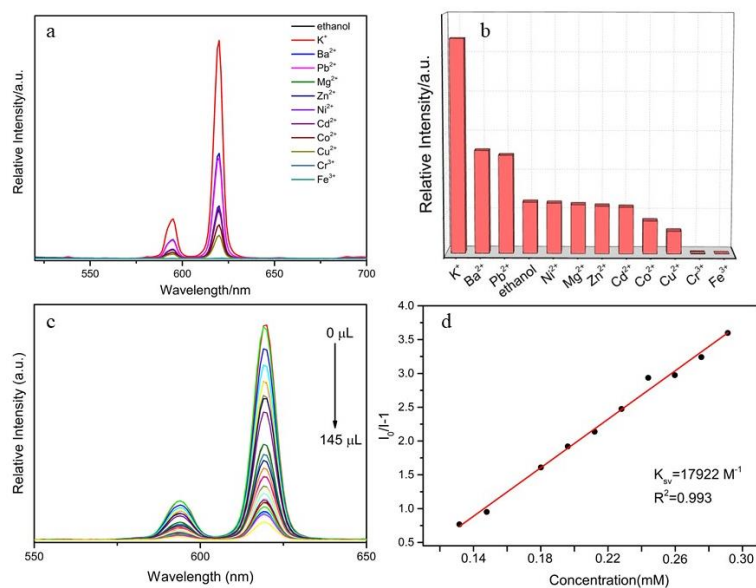 a
ethanol
K⁺
Ba²⁺
Pb²⁺
Mg²⁺
Zn²⁺
Ni²⁺
Cd²⁺
Co²⁺
Cu²⁺
Cr³⁺
Fe³⁺
Relative Intensity/a.u.
550 600 650 700
Wavelength/nm
b
Relative Intensity/a.u.
K⁺ Ba²⁺ Pb²⁺ ethanol Ni²⁺ Mg²⁺ Zn²⁺ Cd²⁺ Co²⁺ Cu²⁺ Cr³⁺ Fe³⁺
c
0 μL
145 μL
Relative Intensity (a.u.)
550 600 650
Wavelength (nm)
d
4.0
3.5
3.0
2.5
2.0
1.5
1.0
0.5
I₀/I-1
Kₛᵥ=17922 M⁻¹
R²=0.993
0.14 0.18 0.22 0.26 0.30
Concentration(mM)